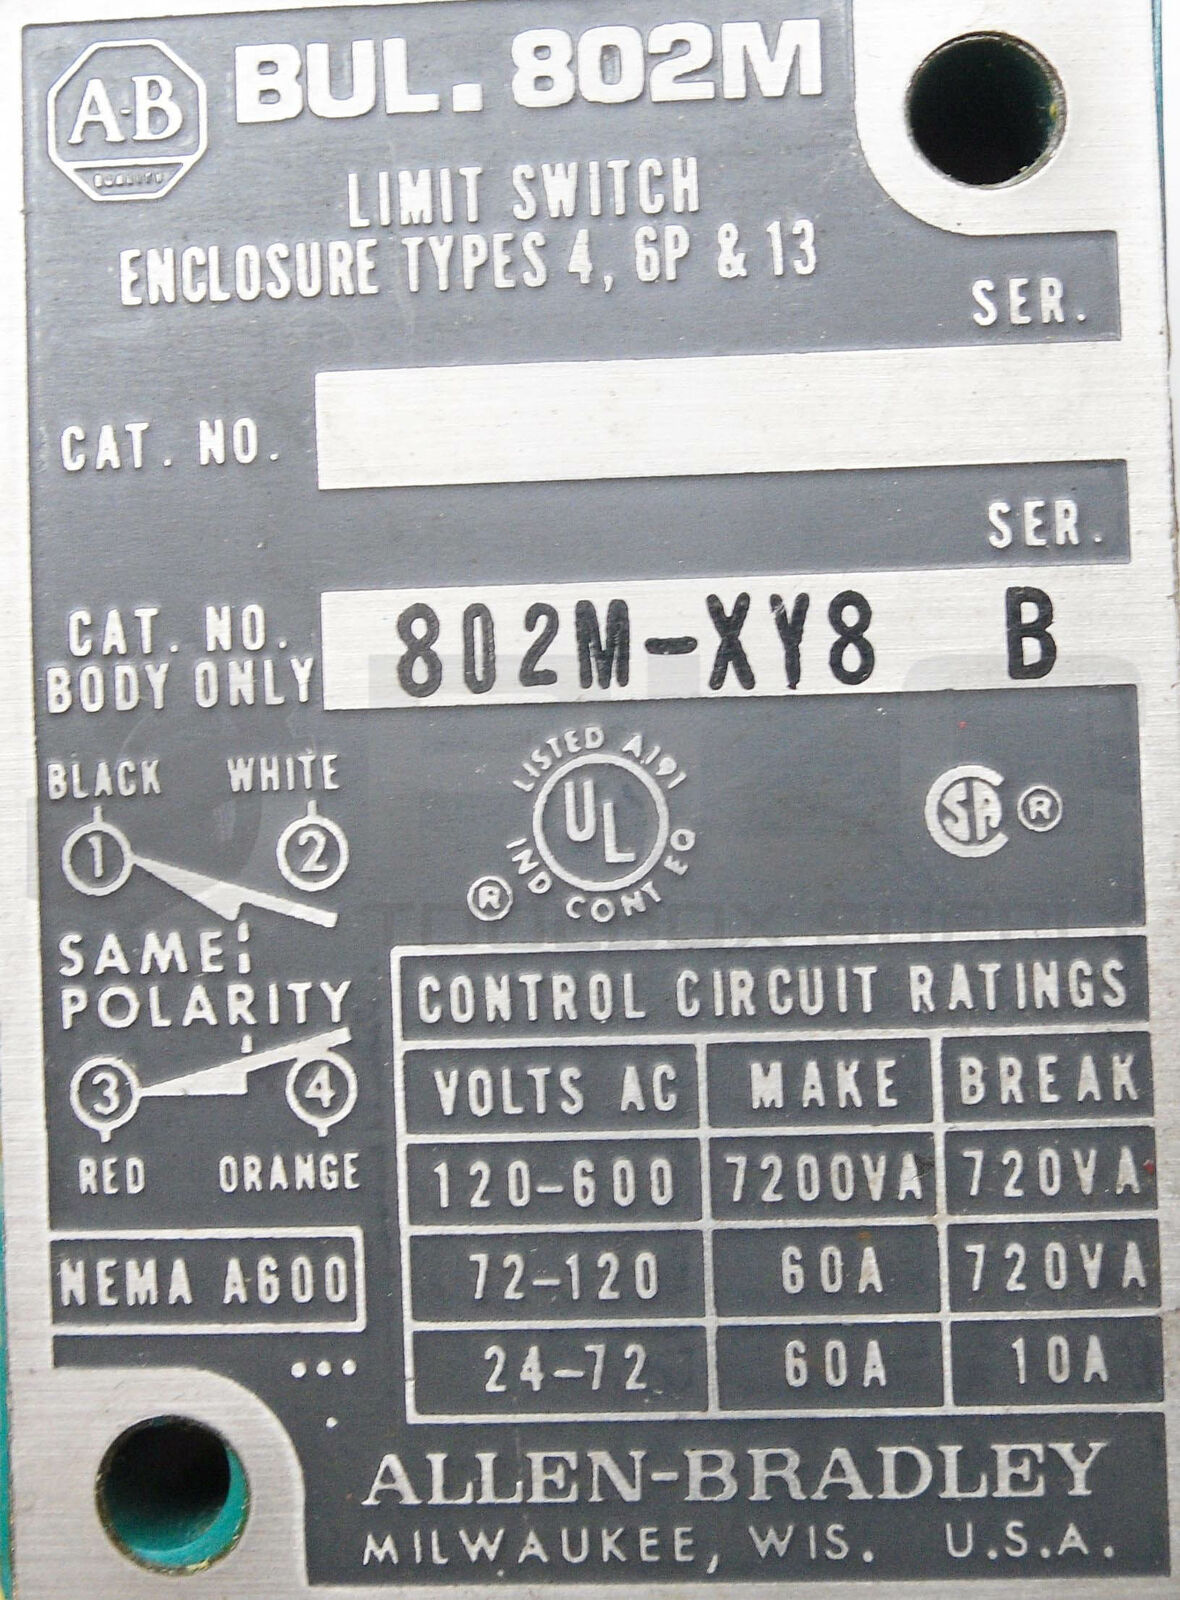 A-B
QUALITY
BUL. 802M
LIMIT SWITCH
ENCLOSURE TYPES 4, 6P & 13
SER.
CAT. NO.
SER.
CAT. NO.
BODY ONLY
802M-XY8 B
BLACK WHITE
1 2
SAME
POLARITY
3 4
RED ORANGE
NEMA A600
LISTED A191
UL
IND CONT EQ
®
SA ®
CONTROL CIRCUIT RATINGS
VOLTS AC MAKE BREAK
120-600 7200VA 720VA
72-120 60A 720VA
24-72 60A 10A
ALLEN-BRADLEY
MILWAUKEE, WIS. U.S.A.